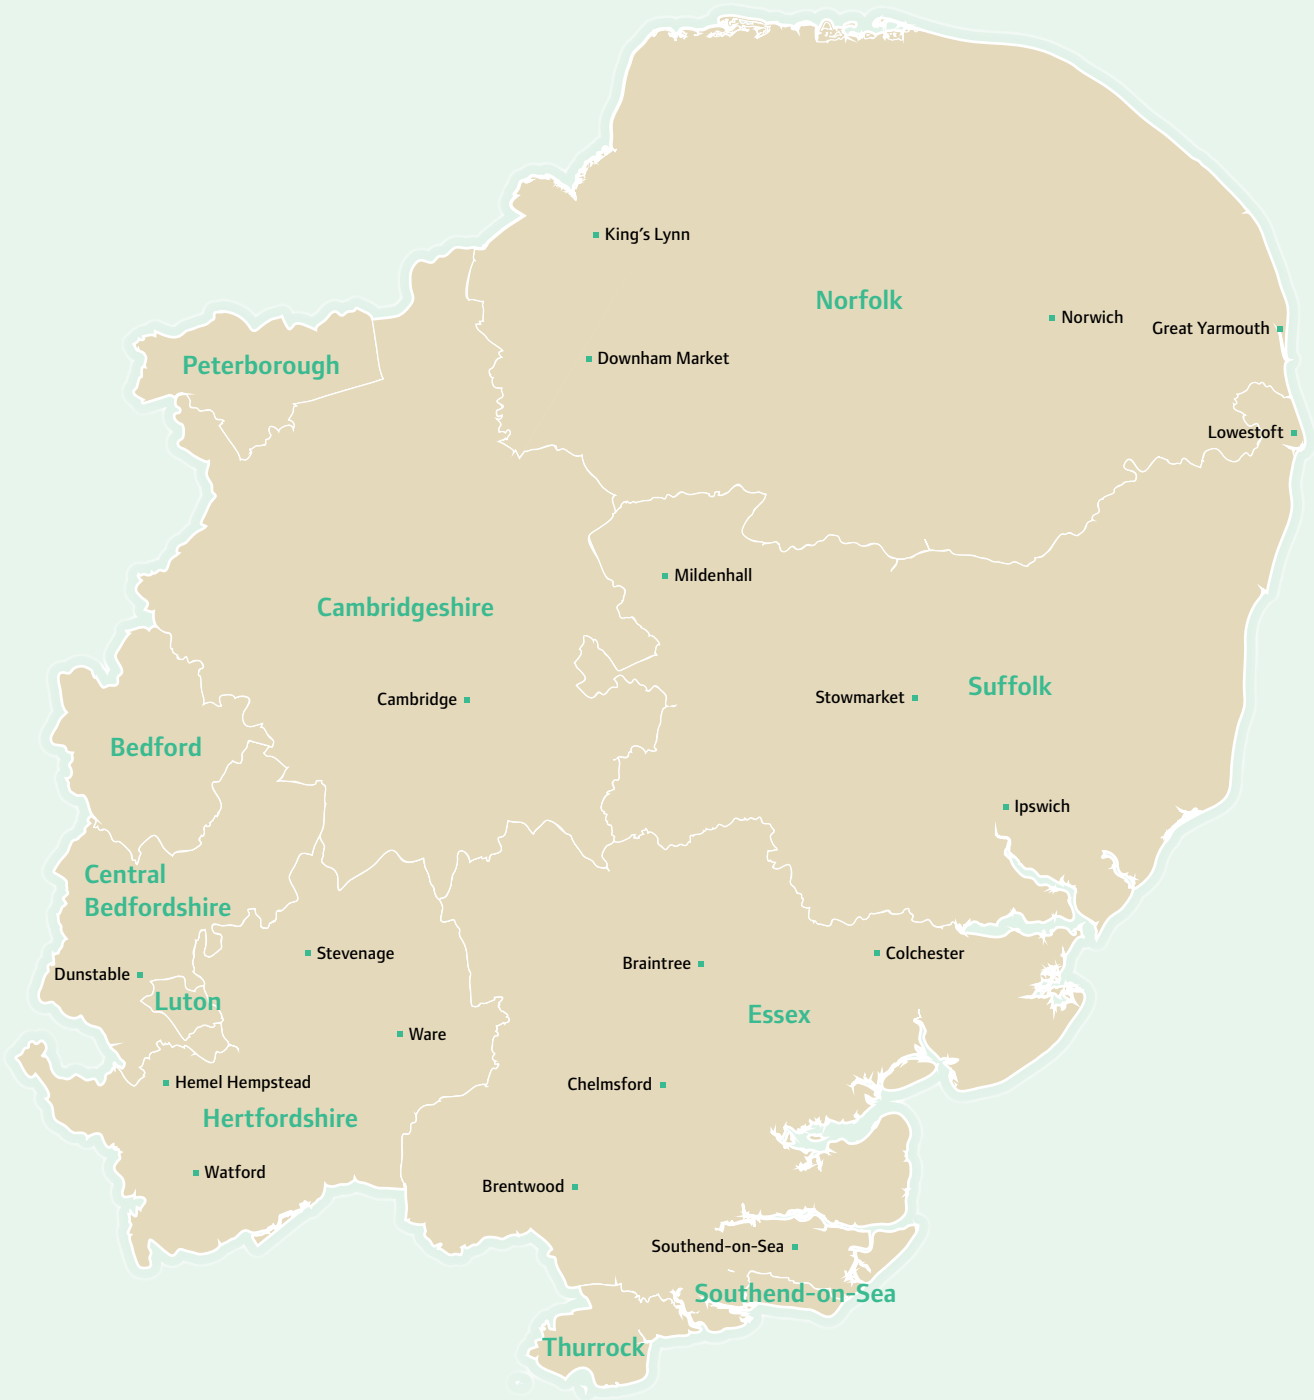 King’s Lynn
Norfolk
Norwich
Great Yarmouth
Downham Market
Peterborough
Lowestoft
Mildenhall
Cambridgeshire
Cambridge
Stowmarket
Suffolk
Bedford
Ipswich
Central
Bedfordshire
Stevenage
Colchester
Braintree
Dunstable
Luton
Essex
Ware
Hemel Hempstead
Chelmsford
Hertfordshire
Watford
Brentwood
Southend-on-Sea
Southend-on-Sea
Thurrock